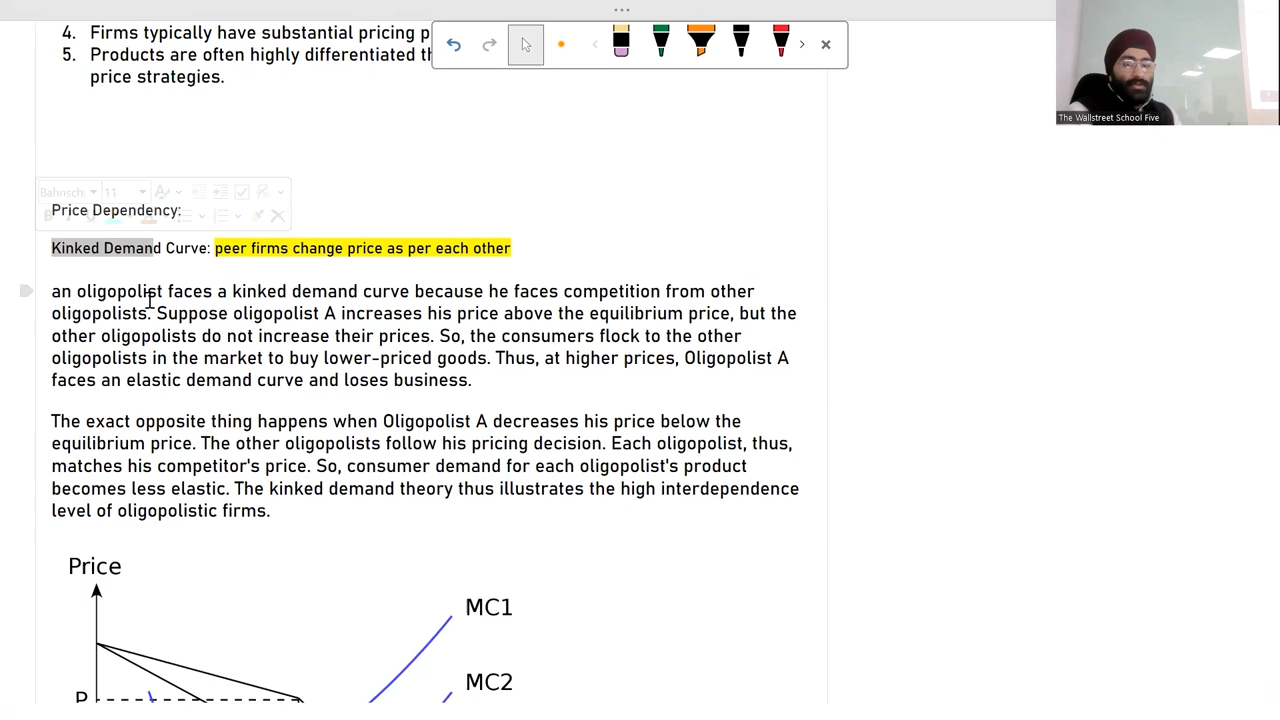 4. Firms typically have substantial pricing p
5. Products are often highly differentiated th
price strategies.
The Wallstreet School Five
Bahnsch 11
Price Dependency:
Kinked Demand Curve: peer firms change price as per each other
an oligopolist faces a kinked demand curve because he faces competition from other
oligopolists. Suppose oligopolist A increases his price above the equilibrium price, but the
other oligopolists do not increase their prices. So, the consumers flock to the other
oligopolists in the market to buy lower-priced goods. Thus, at higher prices, Oligopolist A
faces an elastic demand curve and loses business.
The exact opposite thing happens when Oligopolist A decreases his price below the
equilibrium price. The other oligopolists follow his pricing decision. Each oligopolist, thus,
matches his competitor's price. So, consumer demand for each oligopolist's product
becomes less elastic. The kinked demand theory thus illustrates the high interdependence
level of oligopolistic firms.
Price
MC1
MC2
P